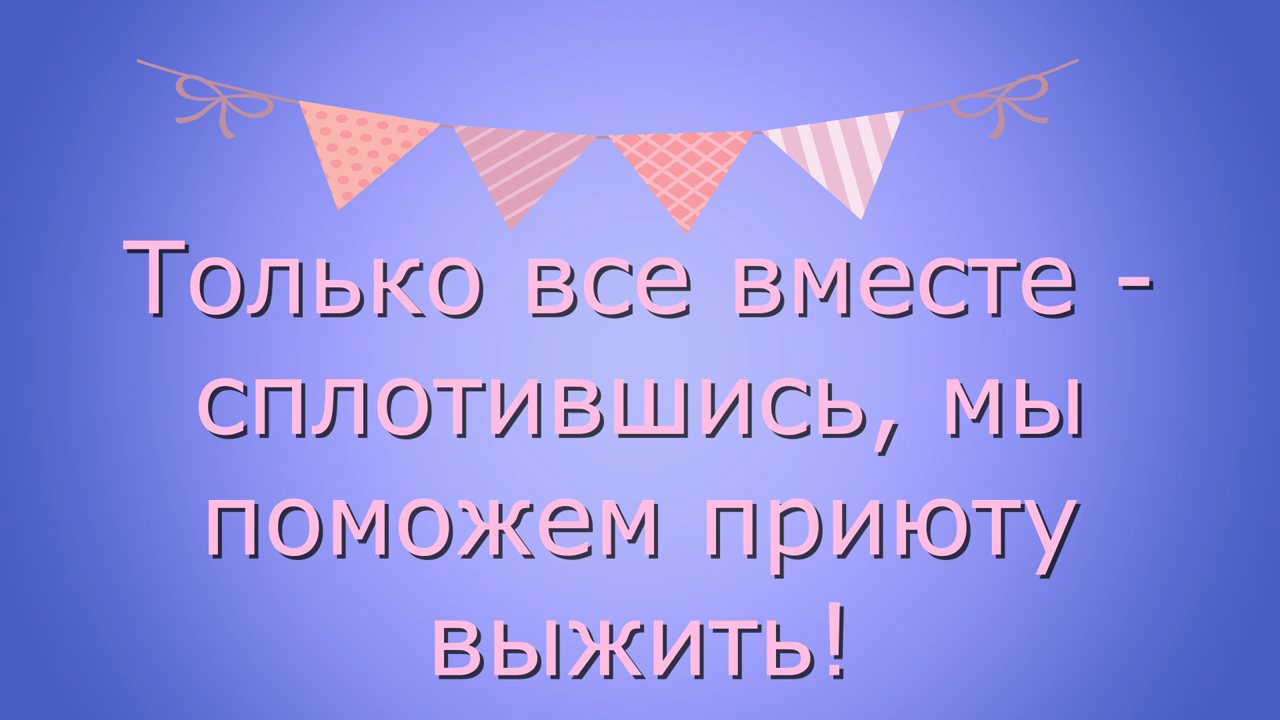 Только все вместе -
сплотившись, мы
поможем приюту
выжить!